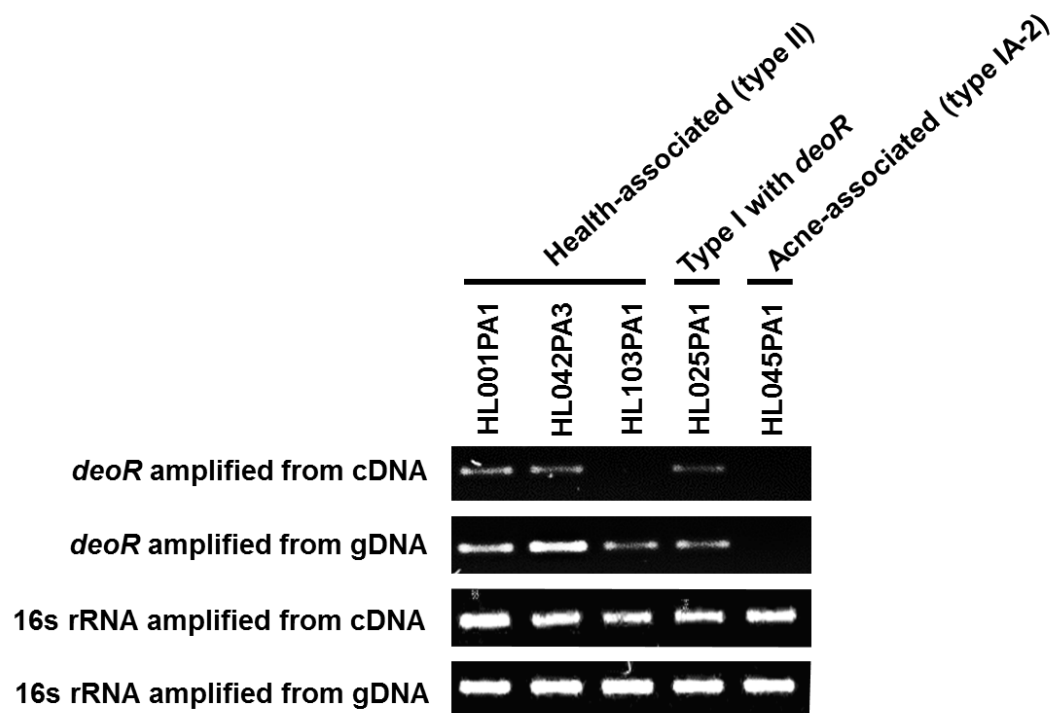 Health-associated (type II)
Type I with deoR
Acne-associated (type IA-2)
HL001PA1
HL042PA3
HL103PA1
HL025PA1
HL045PA1
deoR amplified from cDNA
deoR amplified from gDNA
16s rRNA amplified from cDNA
16s rRNA amplified from gDNA